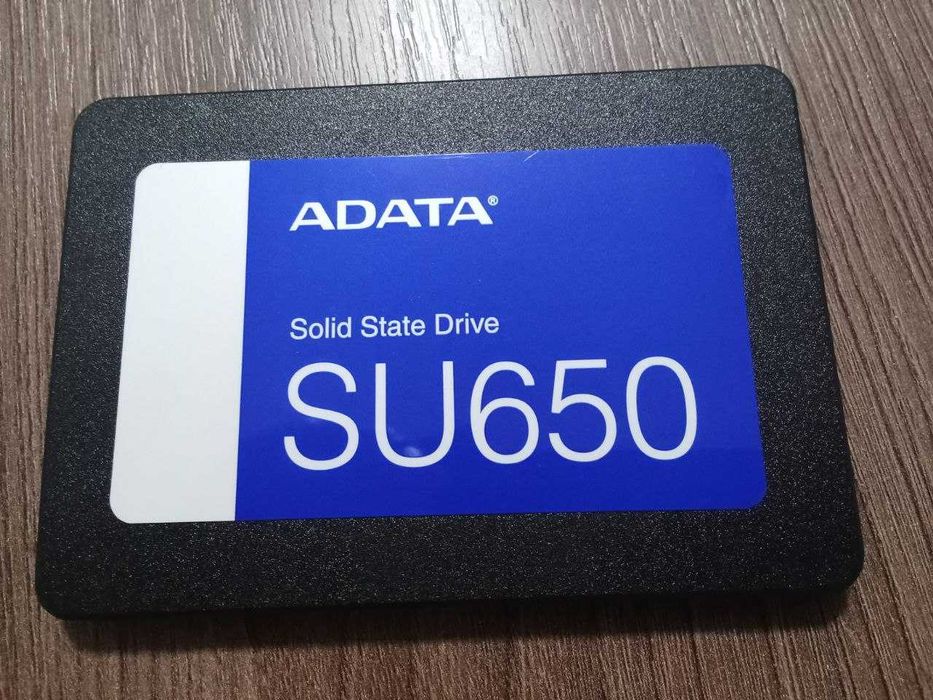 ADATA®
Solid State Drive
SU650